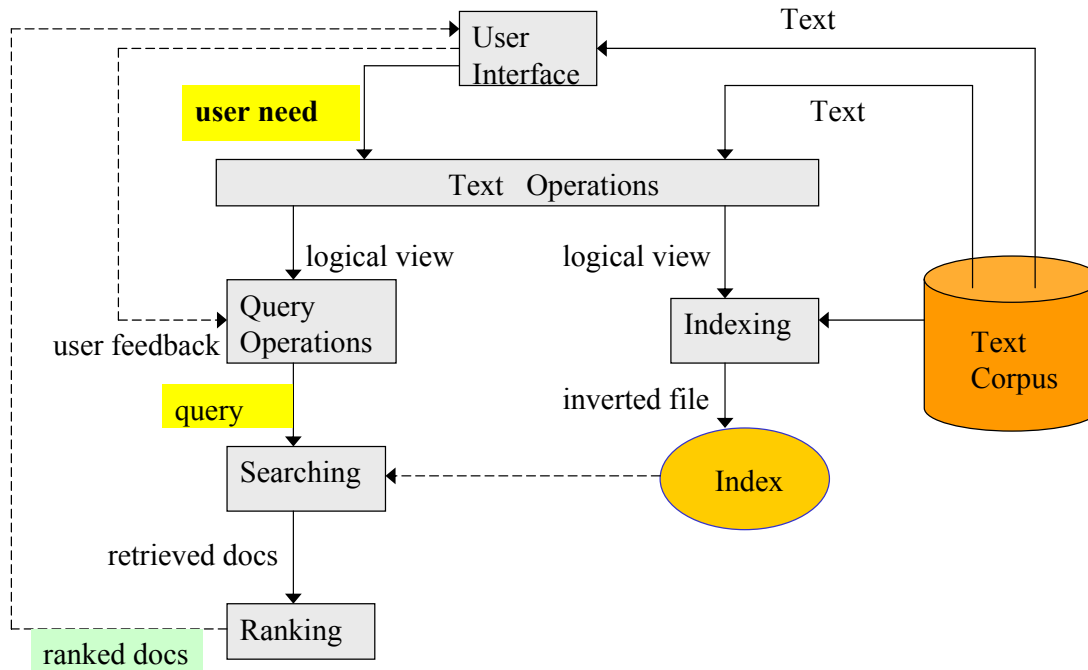 Text
User
Interface
user need
Text
Text Operations
logical view
logical view
Query
Operations
Indexing
user feedback
Text
Corpus
query
inverted file
Searching
Index
retrieved docs
Ranking
ranked docs